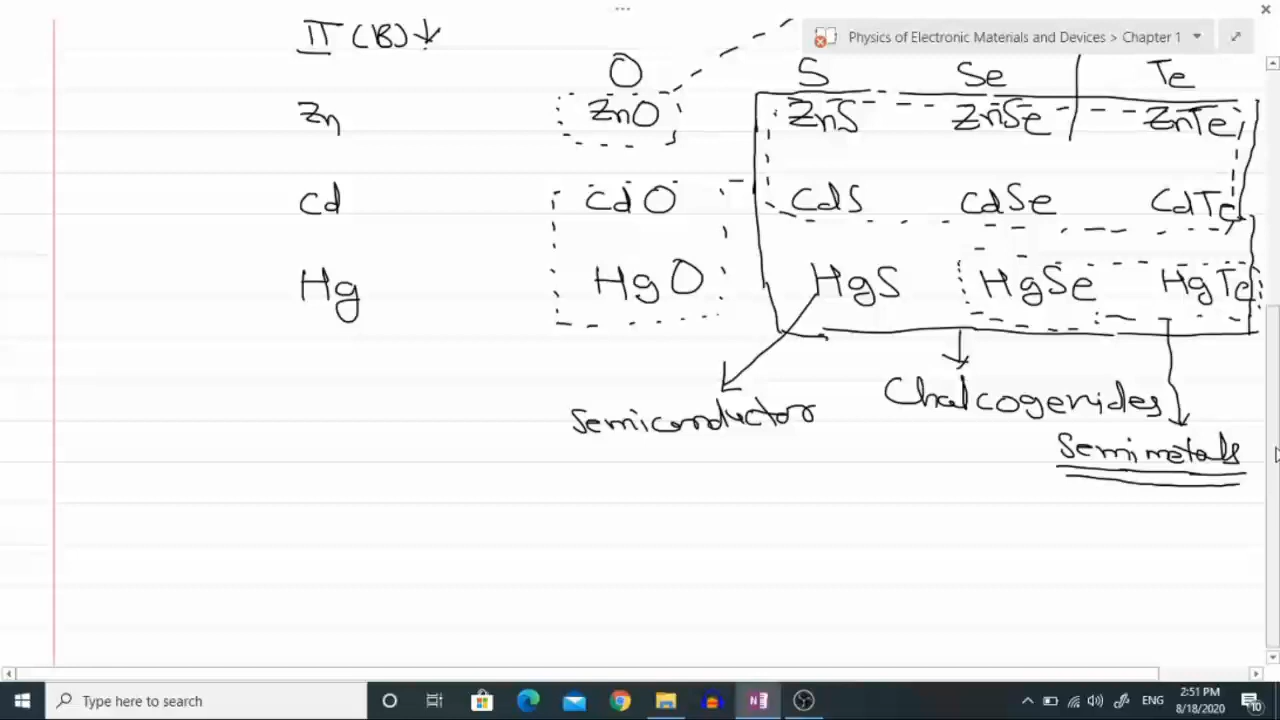 II (B) ↓
Physics of Electronic Materials and Devices > Chapter 1
O S Se Te
Zn ZnO ZnS ZnSe ZnTe
Cd CdO CdS CdSe CdTe
Hg HgO HgS HgSe HgTe
Chalcogenides
Semiconductor
Semimetals
Type here to search
ENG
2:51 PM
8/18/2020
10